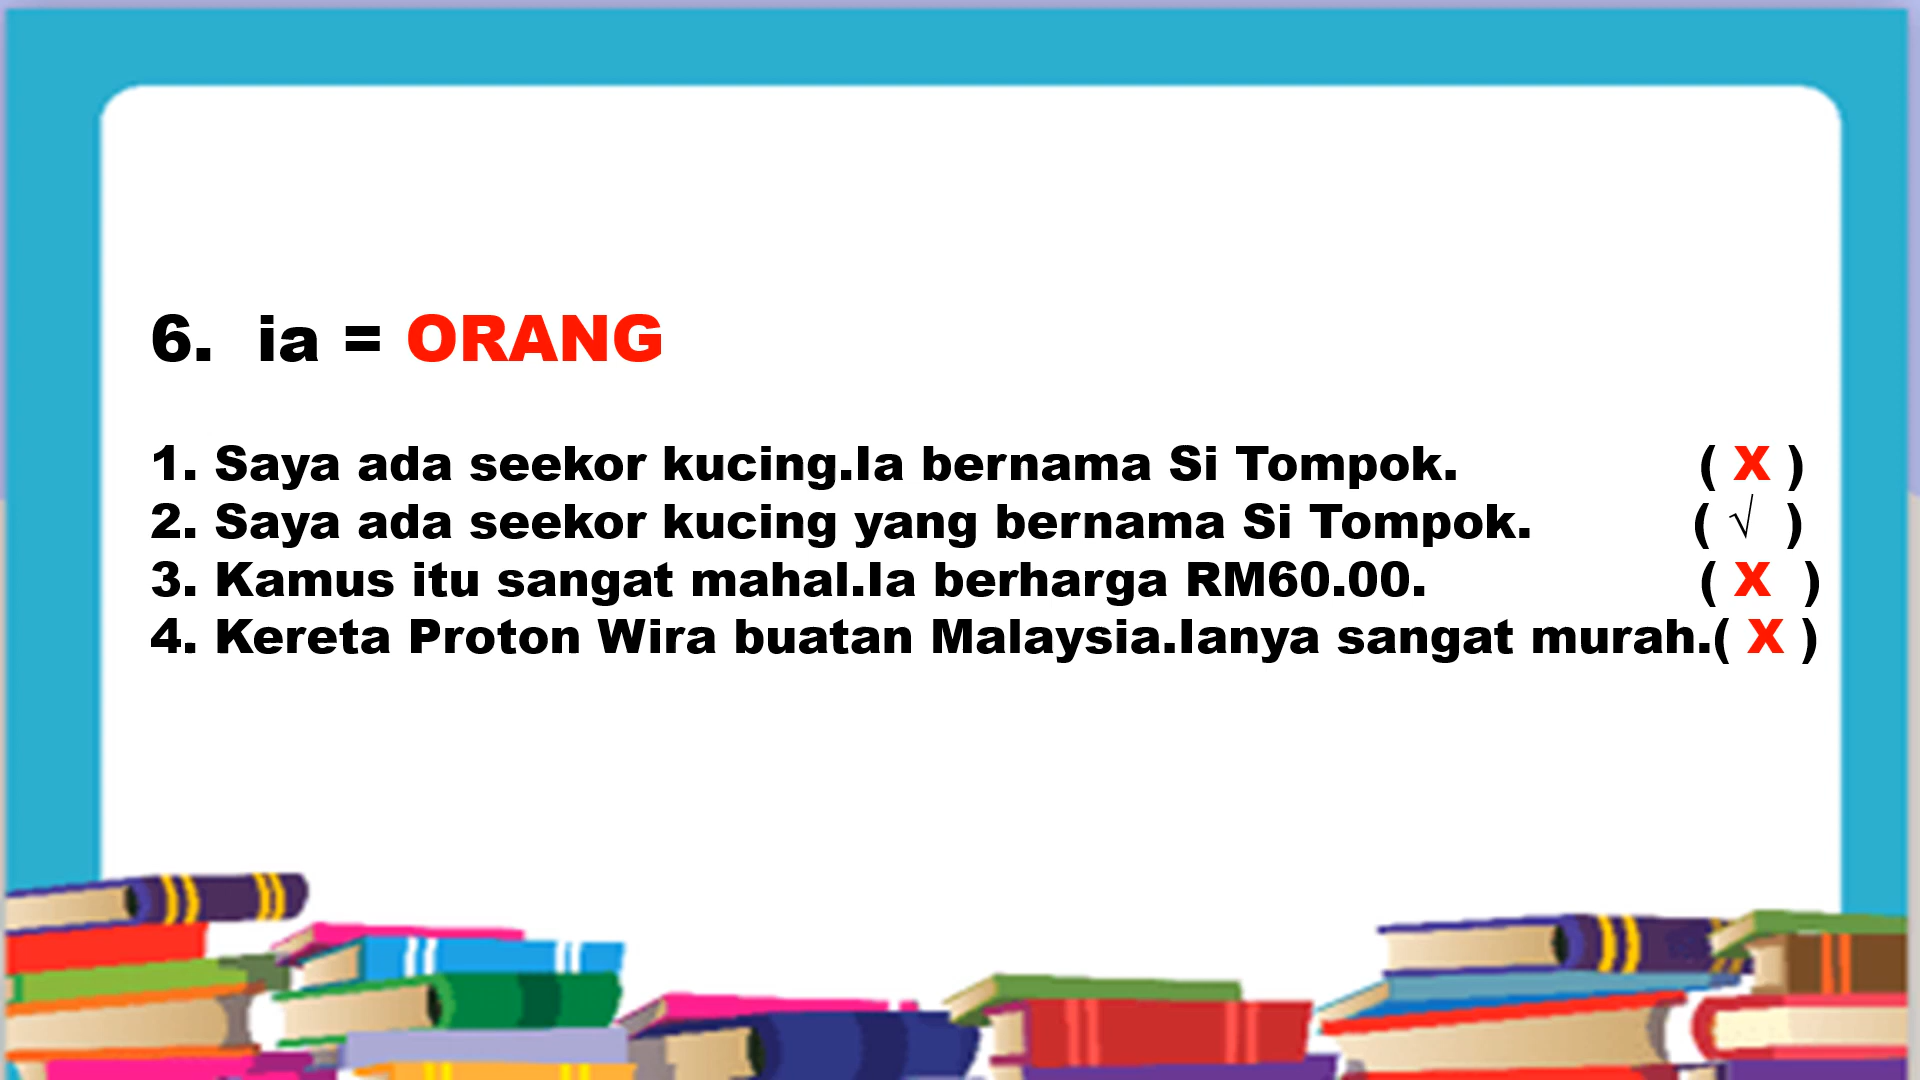 6. ia = ORANG
1. Saya ada seekor kucing.Ia bernama Si Tompok. ( X )
2. Saya ada seekor kucing yang bernama Si Tompok. ( √ )
3. Kamus itu sangat mahal.Ia berharga RM60.00. ( X )
4. Kereta Proton Wira buatan Malaysia.Ianya sangat murah.( X )